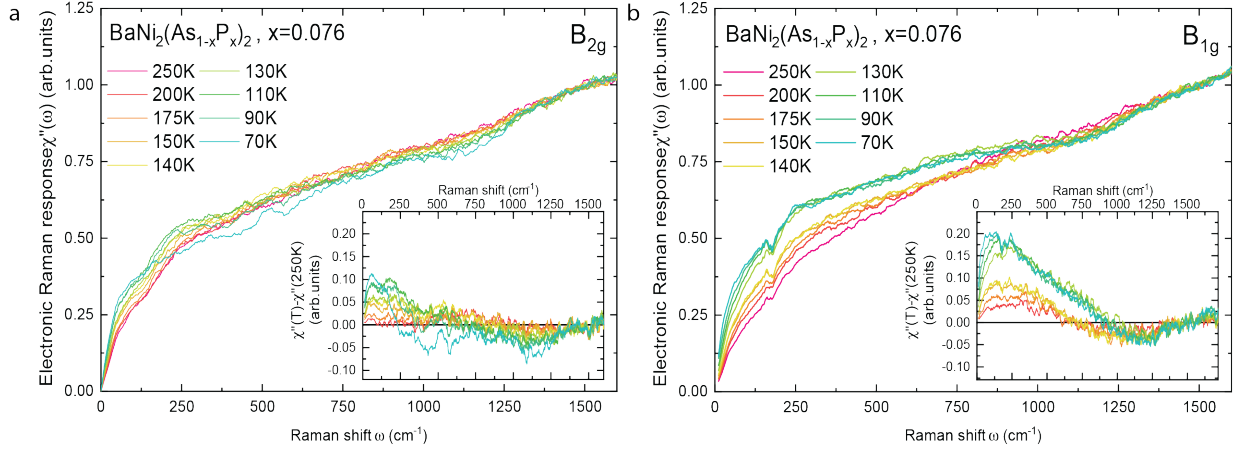 a
BaNi2(As1-xPx)2 , x=0.076
B2g
250K 130K
200K 110K
175K 90K
150K 70K
140K
Electronic Raman responseχ''(ω) (arb.units)
1.25
1.00
0.75
0.50
0.25
0.00
0 250 500 750 1000 1250 1500
Raman shift ω (cm-1)
Raman shift (cm-1)
0 250 500 750 1000 1250 1500
χ''(T)-χ''(250K)
(arb.units)
0.20
0.15
0.10
0.05
0.00
-0.05
-0.10
b
BaNi2(As1-xPx)2 , x=0.076
B1g
250K 130K
200K 110K
175K 90K
150K 70K
140K
Electronic Raman responseχ''(ω) (arb.units)
1.25
1.00
0.75
0.50
0.25
0.00
0 250 500 750 1000 1250 1500
Raman shift ω (cm-1)
Raman shift (cm-1)
0 250 500 750 1000 1250 1500
χ''(T)-χ''(250K)
(arb.units)
0.20
0.15
0.10
0.05
0.00
-0.05
-0.10